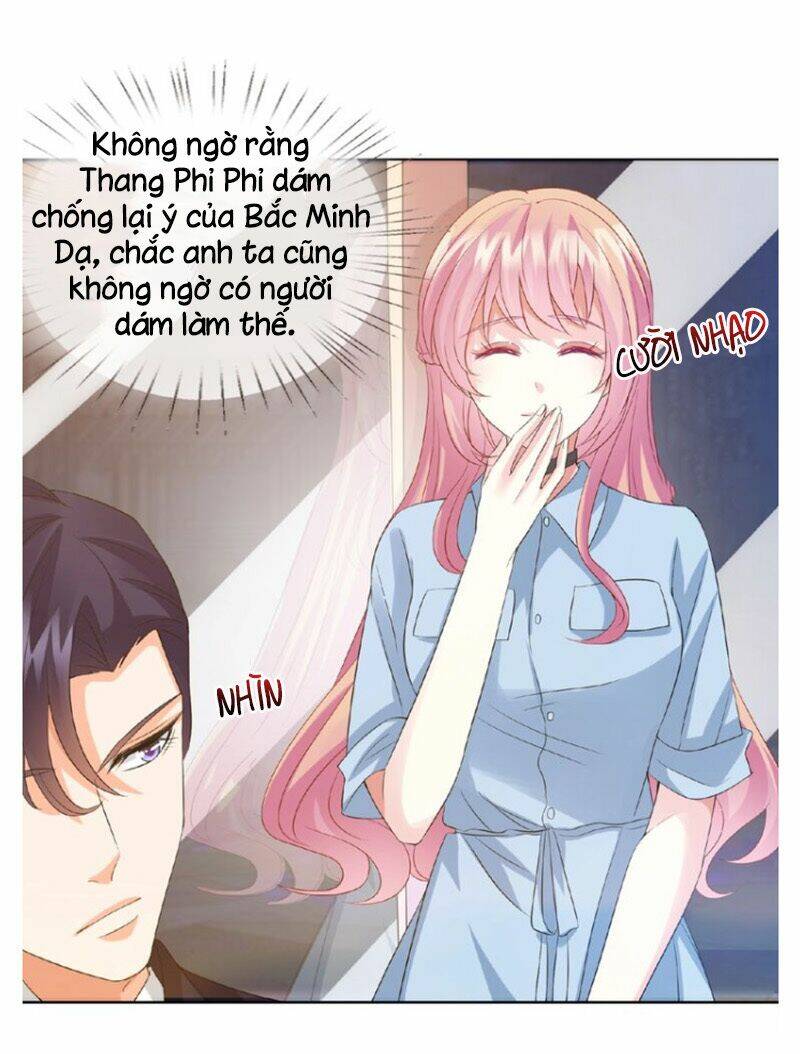 Không ngờ rằng
Thang Phỉ Phỉ dám
chống lại ý của Bắc Minh
Dạ, chắc anh ta cũng
không ngờ có người
dám làm thế.
CƯỜI NHẠO
NHÌN